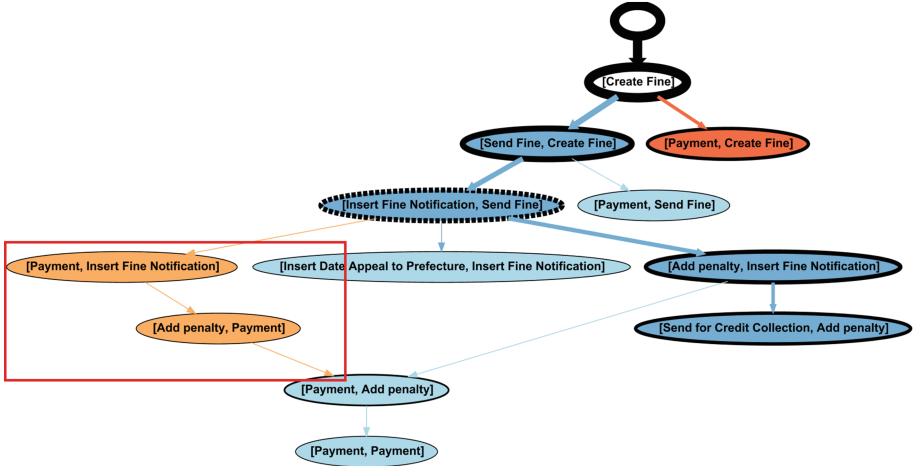 [Create Fine]
[Send Fine, Create Fine]
[Payment, Create Fine]
[Insert Fine Notification, Send Fine]
[Payment, Send Fine]
[Payment, Insert Fine Notification]
[Insert Date Appeal to Prefecture, Insert Fine Notification]
[Add penalty, Insert Fine Notification]
[Add penalty, Payment]
[Send for Credit Collection, Add penalty]
[Payment, Add penalty]
[Payment, Payment]